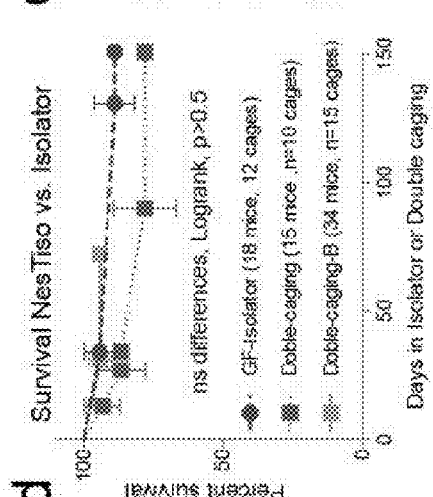 d
Survival NesTiso vs. Isolator
100
50
0
Percent survival
ns differences, Logrank, p>0.5
GF-Isolator (18 mice, 12 cages)
Doble-caging (15 mice ,n=10 cages)
Doble-caging-B (34 mice, n=15 cages)
0 50 100 150
Days in Isolator or Double caging